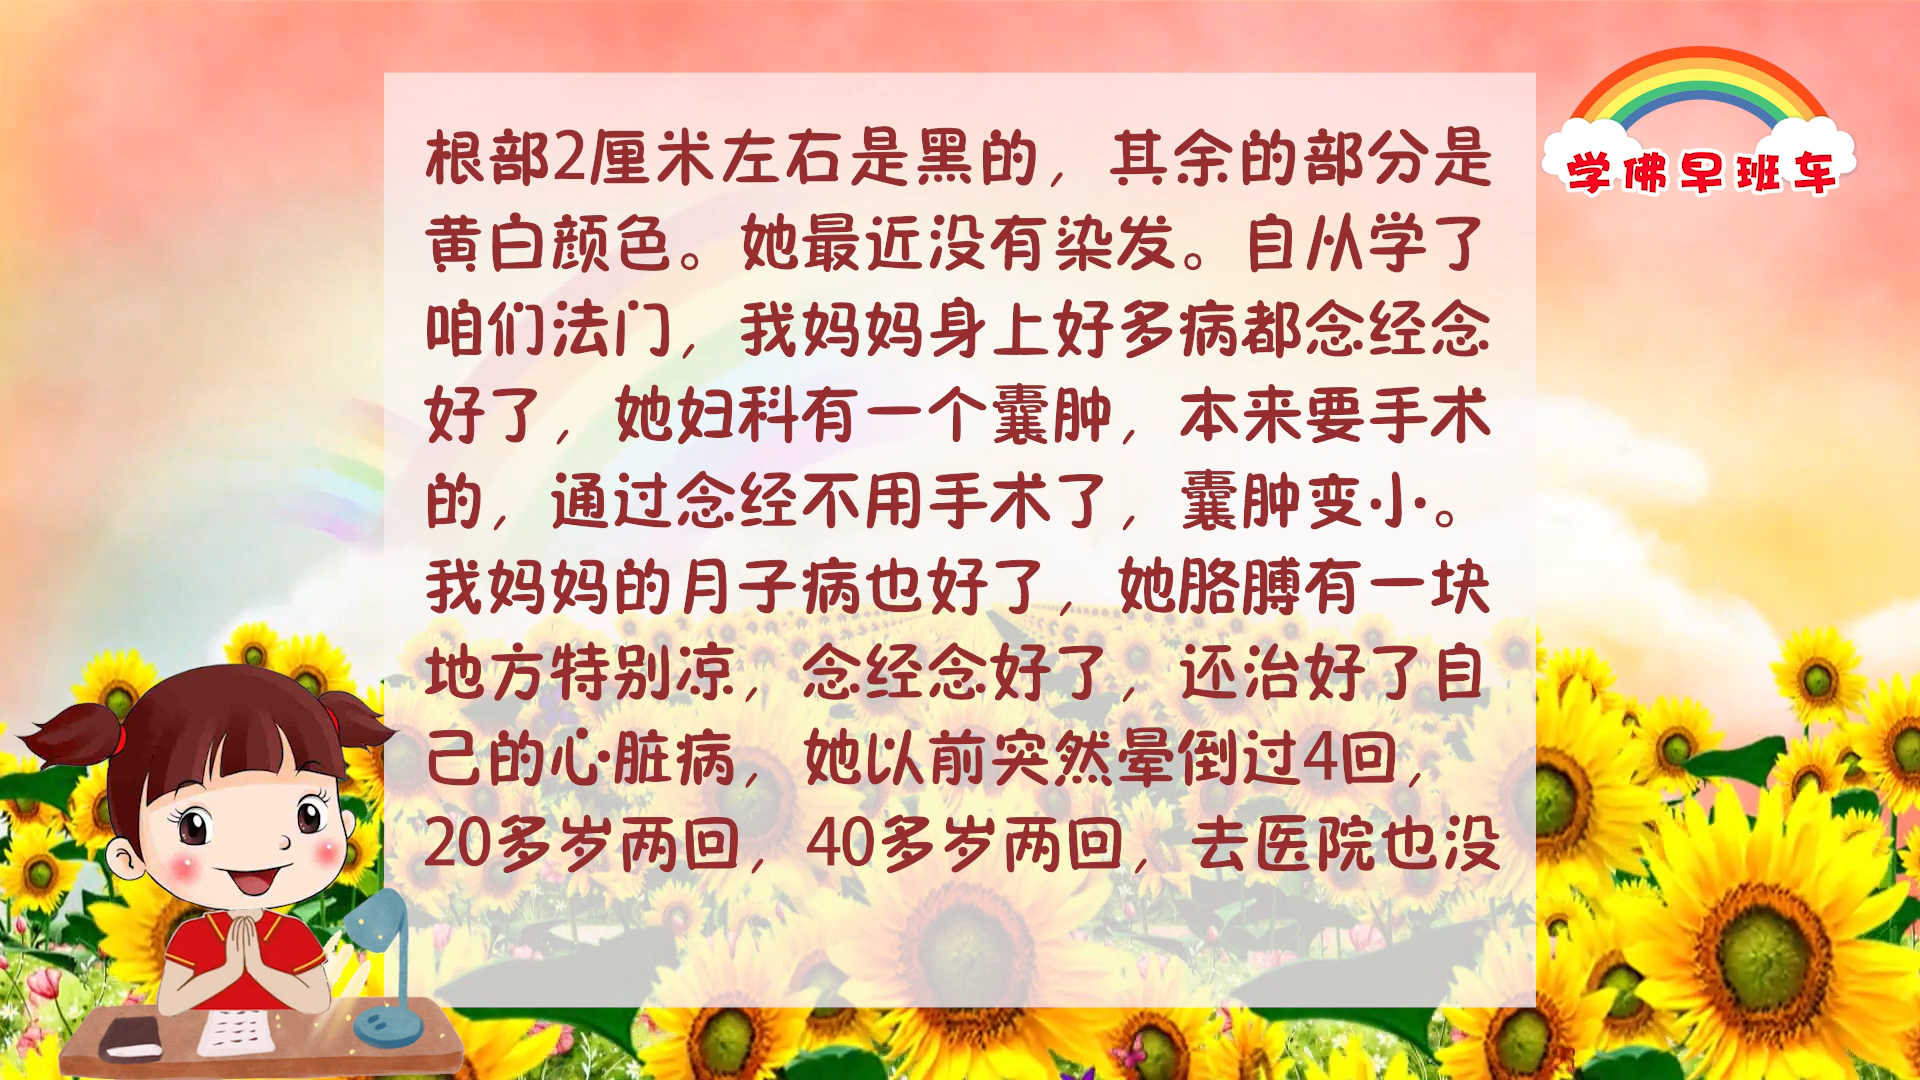 根部2厘米左右是黑的，其余的部分是
黄白颜色。她最近没有染发。自从学了
咱们法门，我妈妈身上好多病都念经念
好了，她妇科有一个囊肿，本来要手术
的，通过念经不用手术了，囊肿变小。
我妈妈的月子病也好了，她胳膊有一块
地方特别凉，念经念好了，还治好了自
己的心脏病，她以前突然晕倒过4回，
20多岁两回，40多岁两回，去医院也没
学佛早班车